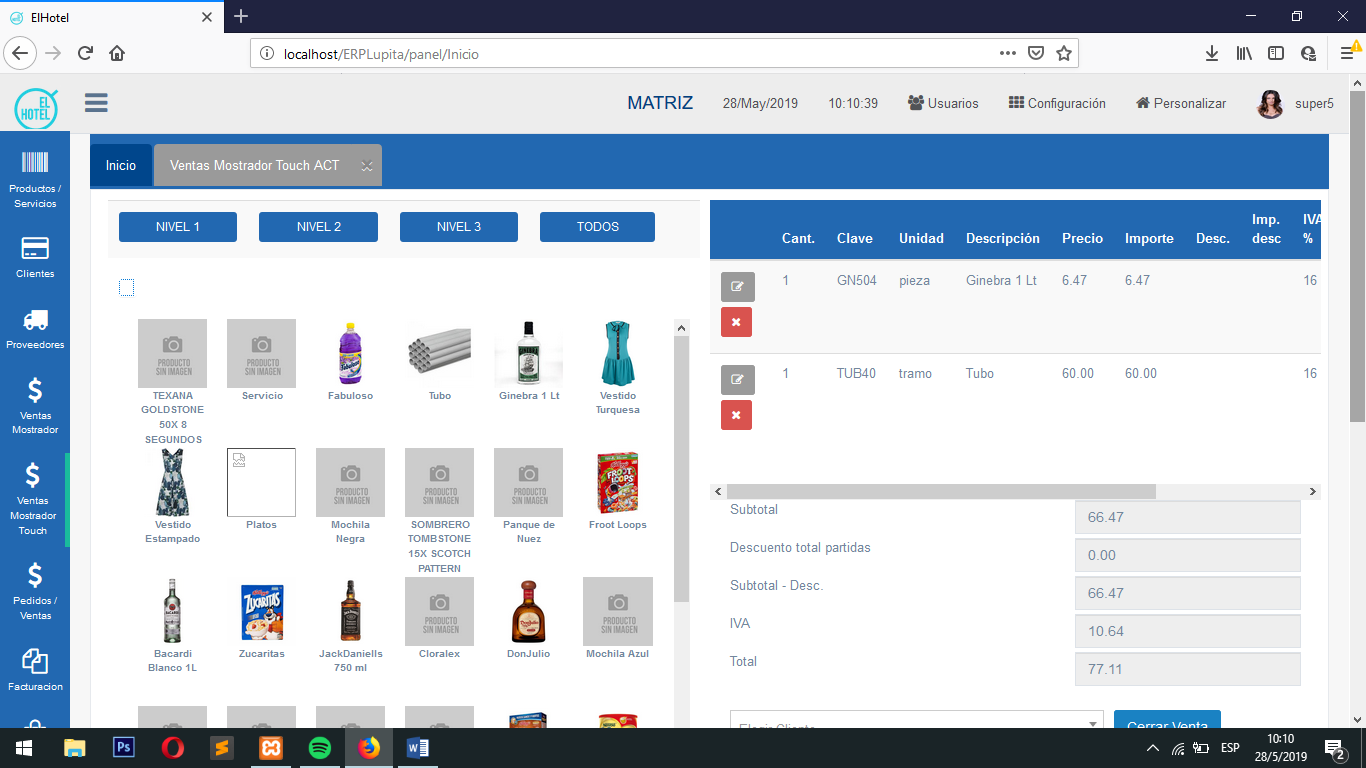 ElHotel
localhost/ERPLupita/panel/Inicio
EL
HOTEL
MATRIZ
28/May/2019
10:10:39
Usuarios
Configuración
Personalizar
super5
Productos /
Servicios
Clientes
Proveedores
Ventas
Mostrador
Ventas
Mostrador
Touch
Pedidos /
Ventas
Facturacion
Inicio
Ventas Mostrador Touch ACT
NIVEL 1
NIVEL 2
NIVEL 3
TODOS
PRODUCTO
SIN IMAGEN
TEXANA
GOLDSTONE
50X 8
SEGUNDOS
PRODUCTO
SIN IMAGEN
Servicio
Fabuloso
Fabuloso
Tubo
Ginebra 1 Lt
Vestido
Turquesa
Vestido
Estampado
Platos
PRODUCTO
SIN IMAGEN
Mochila
Negra
PRODUCTO
SIN IMAGEN
SOMBRERO
TOMBSTONE
15X SCOTCH
PATTERN
PRODUCTO
SIN IMAGEN
Panque de
Nuez
FROOT
LOOPS
Froot Loops
BACARDI
Bacardi
Blanco 1L
ZUCARITAS
Zucaritas
JackDaniells
750 ml
PRODUCTO
SIN IMAGEN
Cloralex
DonJulio
DonJulio
PRODUCTO
SIN IMAGEN
Mochila Azul
Cant. Clave Unidad Descripción Precio Importe Desc. Imp. desc IVA %
1 GN504 pieza Ginebra 1 Lt 6.47 6.47 16
1 TUB40 tramo Tubo 60.00 60.00 16
Subtotal 66.47
Descuento total partidas 0.00
Subtotal - Desc. 66.47
IVA 10.64
Total 77.11
Elegir Cliente
Cerrar Venta
Ps
ESP
10:10
28/5/2019
2